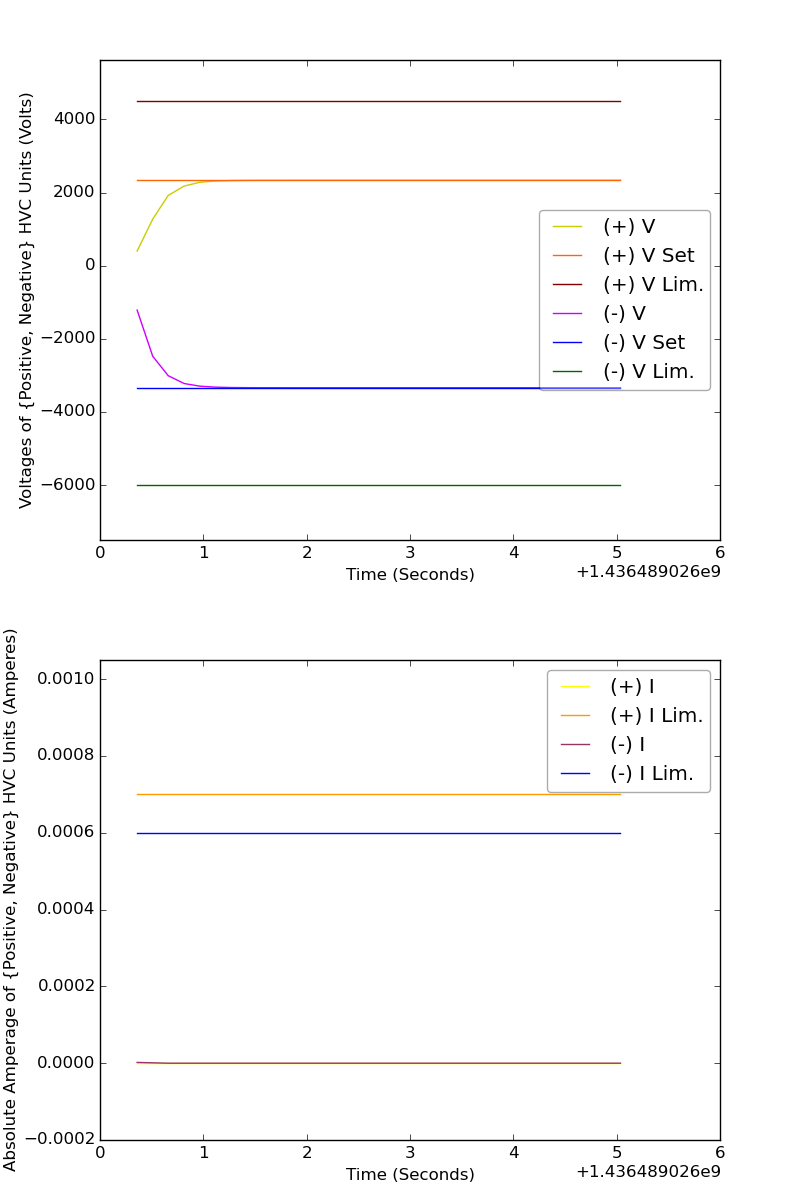 Voltages of {Positive, Negative} HVC Units (Volts)
4000
2000
0
−2000
−4000
−6000
(+) V
(+) V Set
(+) V Lim.
(-) V
(-) V Set
(-) V Lim.
0 1 2 3 4 5 6
Time (Seconds)
+1.436489026e9
Absolute Amperage of {Positive, Negative} HVC Units (Amperes)
0.0010
0.0008
0.0006
0.0004
0.0002
0.0000
−0.0002
(+) I
(+) I Lim.
(-) I
(-) I Lim.
0 1 2 3 4 5 6
Time (Seconds)
+1.436489026e9